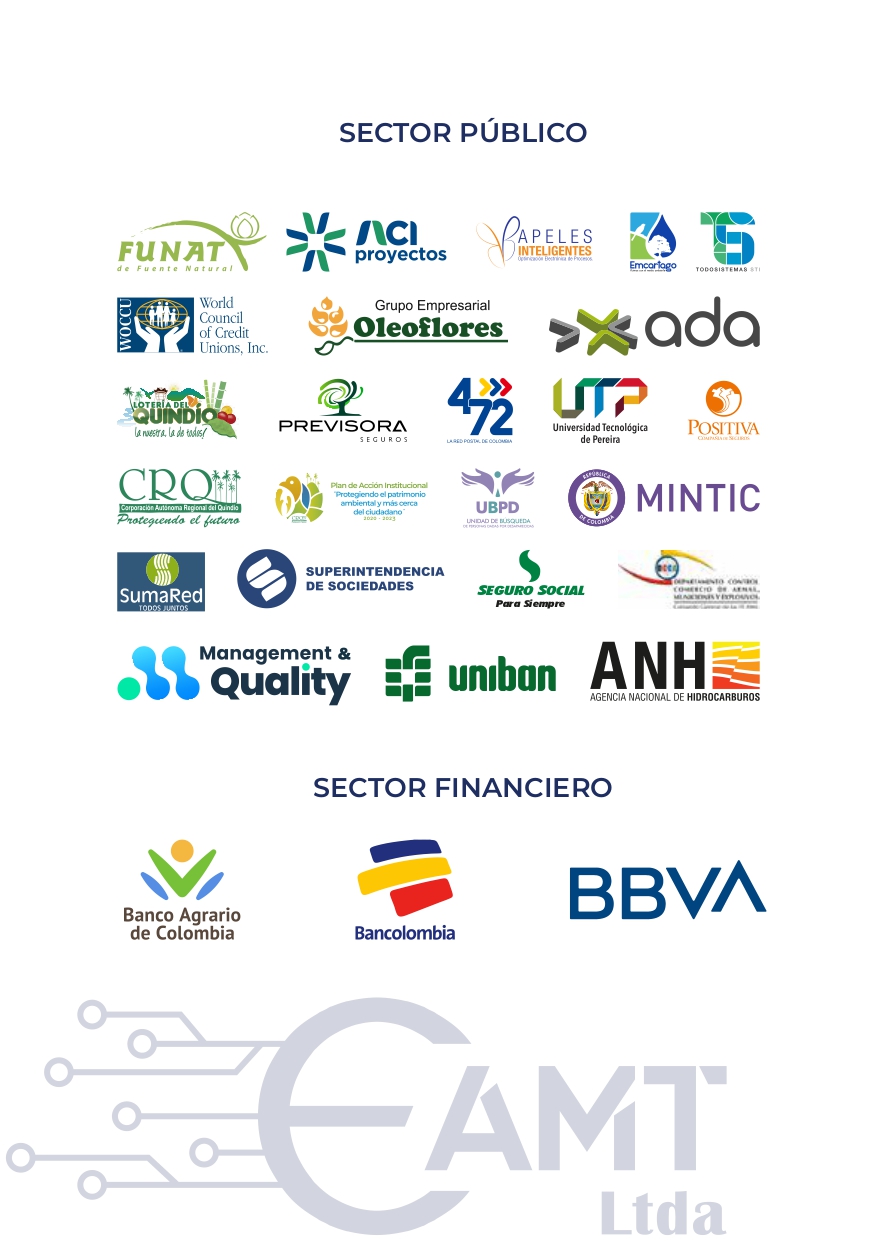 SECTOR PÚBLICO
FUNAT
de Fuente Natural
ACI
proyectos
PAPELES
INTELIGENTES
Optimización Electrónica de Procesos.
Emcartago
TS
TODOSISTEMAS STI
WOCCU
World
Council
of Credit
Unions, Inc.
Grupo Empresarial
Oleoflores
ada
LOTERÍA DEL
QUINDÍO
la nuestra, la de todos!
PREVISORA
SEGUROS
472
LA RED POSTAL DE COLOMBIA
UTP
Universidad Tecnológica
de Pereira
POSITIVA
COMPAÑÍA DE SEGUROS
CRQ
Corporación Autónoma Regional del Quindío
Protegiendo el futuro
Plan de Acción Institucional
"Protegiendo el patrimonio
ambiental y más cerca
del ciudadano"
2020 - 2023
UBPD
UNIDAD DE BÚSQUEDA
DE PERSONAS DADAS POR DESAPARECIDAS
REPÚBLICA
DE COLOMBIA
MINTIC
SumaRed
TODOS JUNTOS
SUPERINTENDENCIA
DE SOCIEDADES
SEGURO SOCIAL
Para Siempre
DEPARTAMENTO CONTROL
COMERCIO DE ARMAS,
MUNICIONES Y EXPLOSIVOS
Management &
Quality
uniban
ANH
AGENCIA NACIONAL DE HIDROCARBUROS
SECTOR FINANCIERO
Banco Agrario
de Colombia
Bancolombia
BBVA
EAMT
Ltda